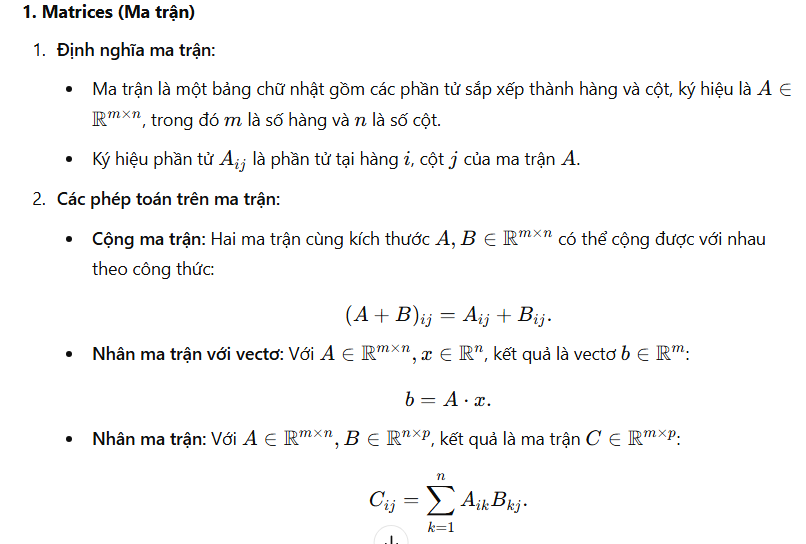 1. Matrices (Ma trận)
1. Định nghĩa ma trận:
• Ma trận là một bảng chữ nhật gồm các phần tử sắp xếp thành hàng và cột, ký hiệu là A ∈
ℝ^{m×n}, trong đó m là số hàng và n là số cột.
• Ký hiệu phần tử A_{ij} là phần tử tại hàng i, cột j của ma trận A.
2. Các phép toán trên ma trận:
• Cộng ma trận: Hai ma trận cùng kích thước A, B ∈ ℝ^{m×n} có thể cộng được với nhau
theo công thức:
(A + B)_{ij} = A_{ij} + B_{ij}.
• Nhân ma trận với vectơ: Với A ∈ ℝ^{m×n}, x ∈ ℝ^n, kết quả là vectơ b ∈ ℝ^m:
b = A · x.
• Nhân ma trận: Với A ∈ ℝ^{m×n}, B ∈ ℝ^{n×p}, kết quả là ma trận C ∈ ℝ^{m×p}:
C_{ij} = ∑_{k=1}^{n} A_{ik}B_{kj}.